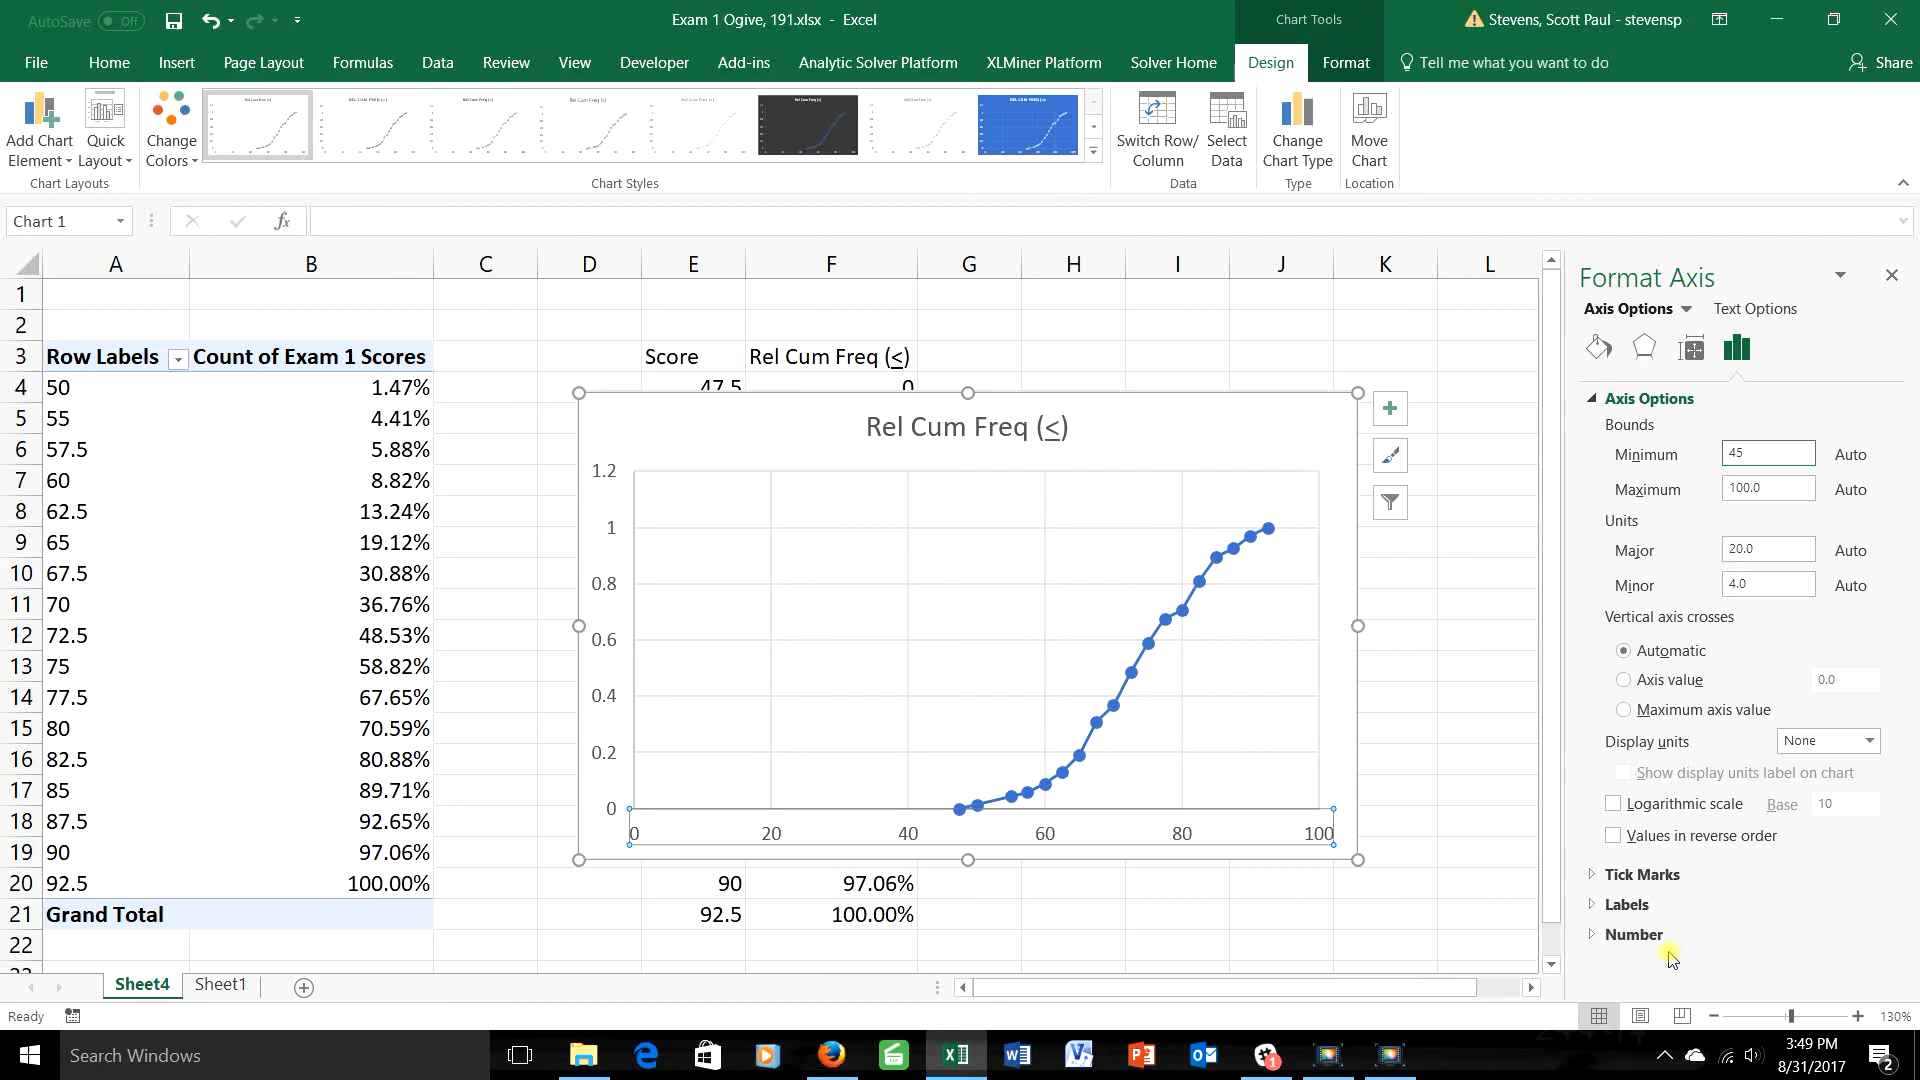 AutoSave Off
Exam 1 Ogive, 191.xlsx - Excel
Chart Tools
Stevens, Scott Paul - stevensp
File Home Insert Page Layout Formulas Data Review View Developer Add-ins Analytic Solver Platform XLMiner Platform Solver Home Design Format Tell me what you want to do Share
Add Chart Element
Quick Layout
Change Colors
Switch Row/ Column
Select Data
Change Chart Type
Move Chart
Chart Layouts Chart Styles Data Type Location
Chart 1 fx
A B C D E F G H I J K L
1
2
3 Row Labels Count of Exam 1 Scores Score Rel Cum Freq (<)
4 50 1.47% 47.5 0
5 55 4.41%
6 57.5 5.88%
7 60 8.82%
8 62.5 13.24%
9 65 19.12%
10 67.5 30.88%
11 70 36.76%
12 72.5 48.53%
13 75 58.82%
14 77.5 67.65%
15 80 70.59%
16 82.5 80.88%
17 85 89.71%
18 87.5 92.65%
19 90 97.06%
20 92.5 100.00% 90 97.06%
21 Grand Total 92.5 100.00%
22
Rel Cum Freq (<)
1.2
1
0.8
0.6
0.4
0.2
0
0 20 40 60 80 100
Format Axis
Axis Options Text Options
Axis Options
Bounds
Minimum 45 Auto
Maximum 100.0 Auto
Units
Major 20.0 Auto
Minor 4.0 Auto
Vertical axis crosses
Automatic
Axis value 0.0
Maximum axis value
Display units None
Show display units label on chart
Logarithmic scale Base 10
Values in reverse order
Tick Marks
Labels
Number
Sheet4 Sheet1
Ready
130%
Search Windows
1
3:49 PM
8/31/2017
2